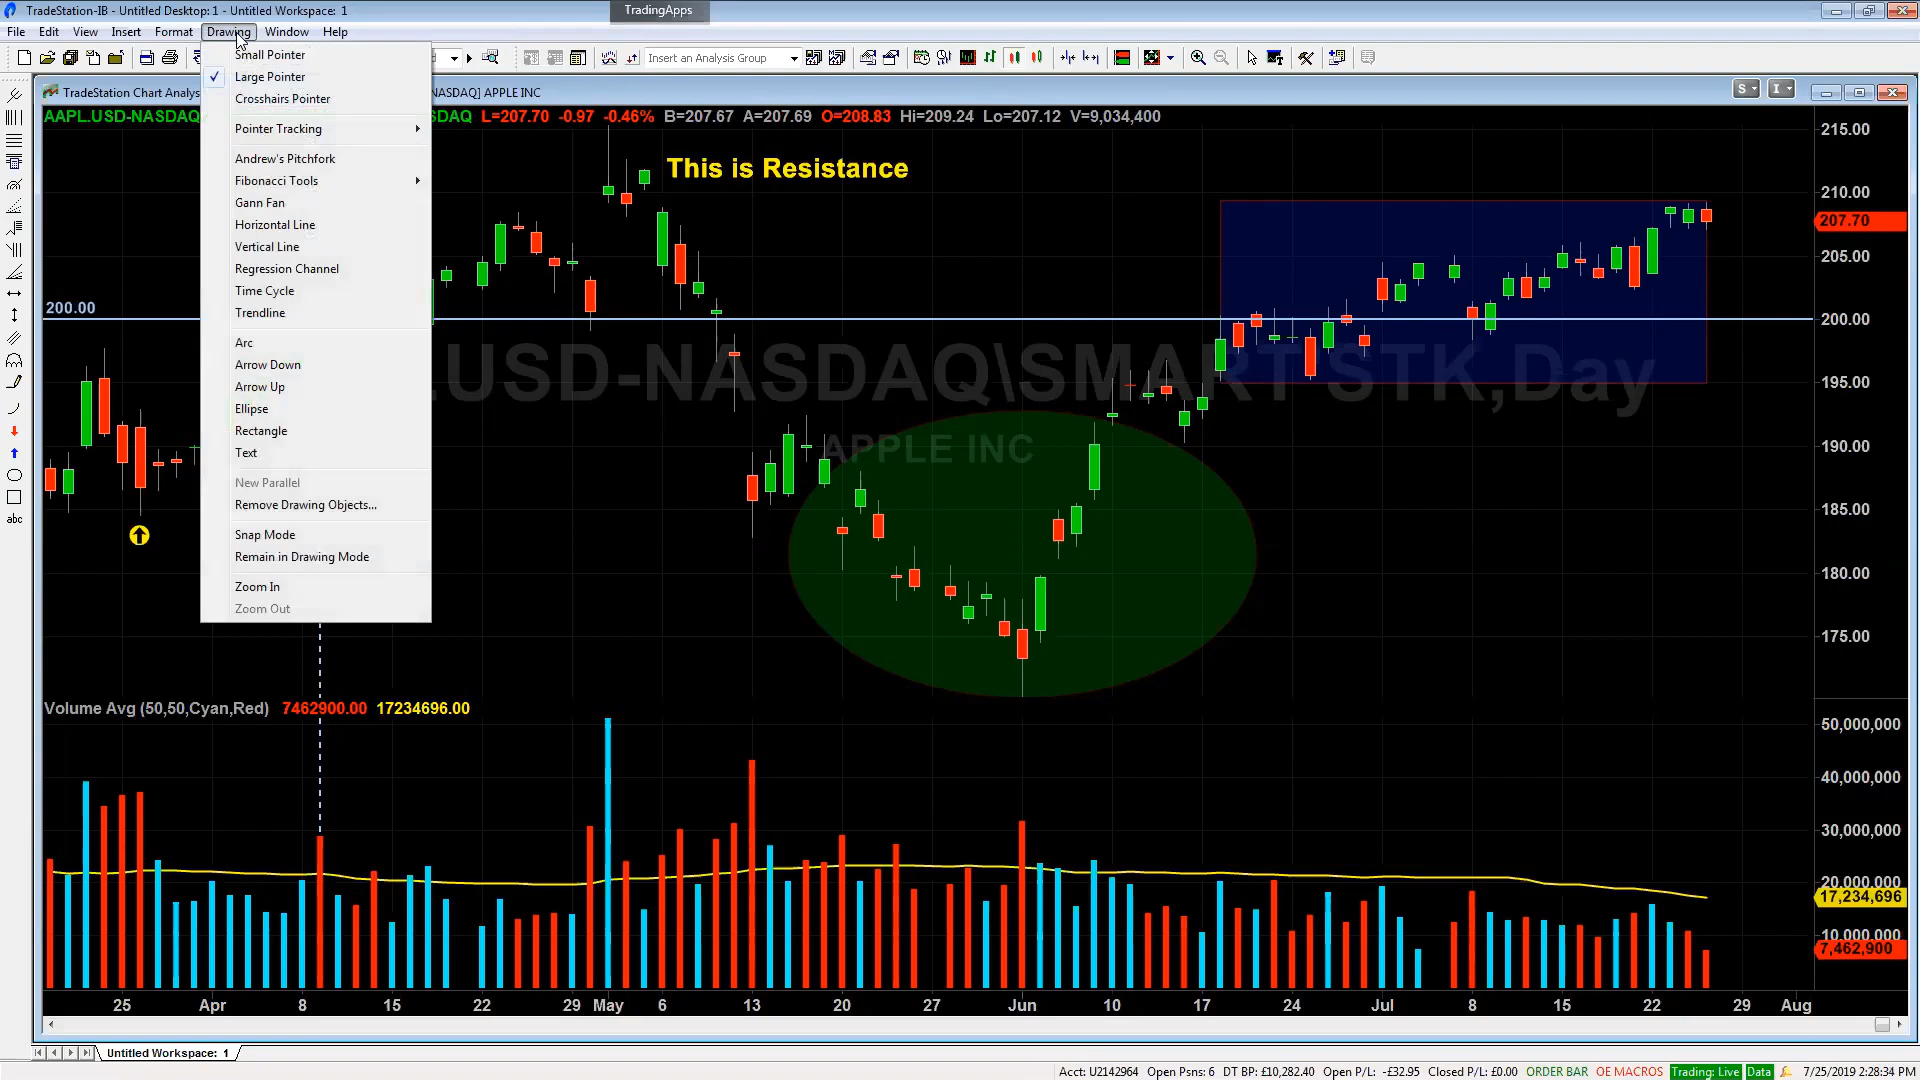 TradeStation-IB - Untitled Desktop: 1 - Untitled Workspace: 1
TradingApps
File Edit View Insert Format Drawing Window Help
Insert an Analysis Group
TradeStation Chart Analys
NASDAQ] APPLE INC
S
I
AAPL.USD-NASDAQ
SDAQ L=207.70 -0.97 -0.46% B=207.67 A=207.69 O=208.83 Hi=209.24 Lo=207.12 V=9,034,400
Small Pointer
Large Pointer
Crosshairs Pointer
Pointer Tracking
Andrew's Pitchfork
Fibonacci Tools
Gann Fan
Horizontal Line
Vertical Line
Regression Channel
Time Cycle
Trendline
Arc
Arrow Down
Arrow Up
Ellipse
Rectangle
Text
New Parallel
Remove Drawing Objects...
Snap Mode
Remain in Drawing Mode
Zoom In
Zoom Out
abc
This is Resistance
200.00
.USD-NASDAQ\SMART STK,Day
APPLE INC
215.00
210.00
207.70
205.00
200.00
195.00
190.00
185.00
180.00
175.00
Volume Avg (50,50,Cyan,Red) 7462900.00 17234696.00
50,000,000
40,000,000
30,000,000
20,000,000
17,234,696
10,000,000
7,462,900
25 Apr 8 15 22 29 May 6 13 20 27 Jun 10 17 24 Jul 8 15 22 29 Aug
Untitled Workspace: 1
Acct: U2142964 Open Psns: 6 DT BP: £10,282.40 Open P/L: -£32.95 Closed P/L: £0.00 ORDER BAR OE MACROS Trading: Live Data 7/25/2019 2:28:34 PM